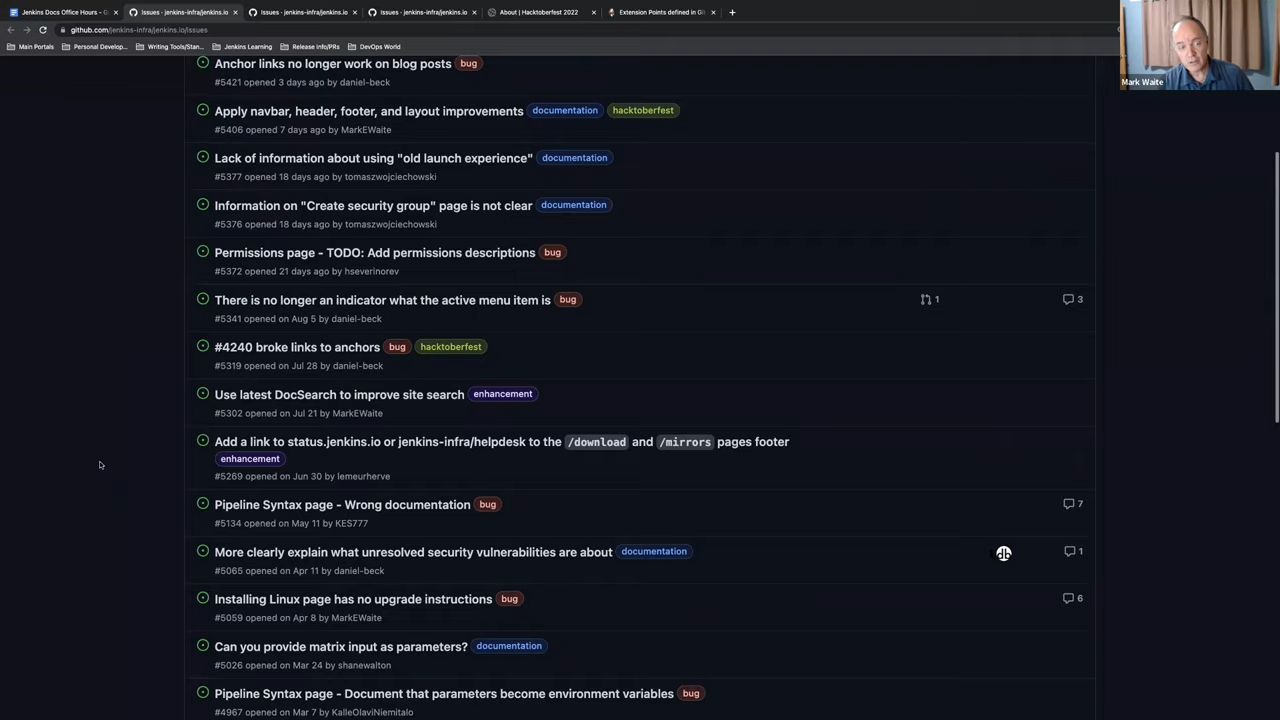 Jenkins Docs Office Hours - G
Issues · jenkins-infra/jenkins.io
Issues · jenkins-infra/jenkins.io
Issues · jenkins-infra/jenkins.io
About | Hacktoberfest 2022
Extension Points defined in Gi
github.com/jenkins-infra/jenkins.io/issues
Main Portals
Personal Develop...
Writing Tools/Stan...
Jenkins Learning
Release Info/PRs
DevOps World
Mark Waite
Anchor links no longer work on blog posts bug
#5421 opened 3 days ago by daniel-beck
Apply navbar, header, footer, and layout improvements documentation hacktoberfest
#5406 opened 7 days ago by MarkEWaite
Lack of information about using "old launch experience" documentation
#5377 opened 18 days ago by tomaszwojciechowski
Information on "Create security group" page is not clear documentation
#5376 opened 18 days ago by tomaszwojciechowski
Permissions page - TODO: Add permissions descriptions bug
#5372 opened 21 days ago by hseverinorev
There is no longer an indicator what the active menu item is bug 1 3
#5341 opened on Aug 5 by daniel-beck
#4240 broke links to anchors bug hacktoberfest
#5319 opened on Jul 28 by daniel-beck
Use latest DocSearch to improve site search enhancement
#5302 opened on Jul 21 by MarkEWaite
Add a link to status.jenkins.io or jenkins-infra/helpdesk to the /download and /mirrors pages footer
enhancement
#5269 opened on Jun 30 by lemeurherve
Pipeline Syntax page - Wrong documentation bug 7
#5134 opened on May 11 by KES777
More clearly explain what unresolved security vulnerabilities are about documentation db 1
#5065 opened on Apr 11 by daniel-beck
Installing Linux page has no upgrade instructions bug 6
#5059 opened on Apr 8 by MarkEWaite
Can you provide matrix input as parameters? documentation
#5026 opened on Mar 24 by shanewalton
Pipeline Syntax page - Document that parameters become environment variables bug
#4967 opened on Mar 7 by KalleOlaviNiemitalo